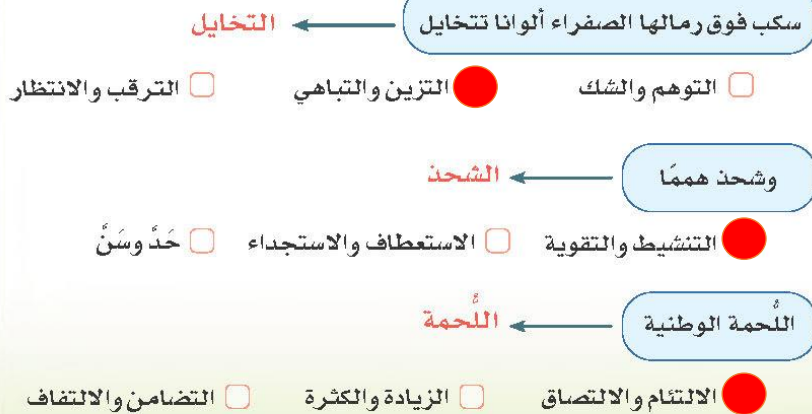 سكب فوق رمالها الصفراء ألوانا تتخايل التخايل
التوهم والشك التزين والتباهي الترقب والانتظار
وشحذ هممًا الشحذ
التنشيط والتقوية الاستعطاف والاستجداء حَدَّ وسَنَّ
اللُّحمة الوطنية اللُّحمة
الالتئام والالتصاق الزيادة والكثرة التضامن والالتفاف